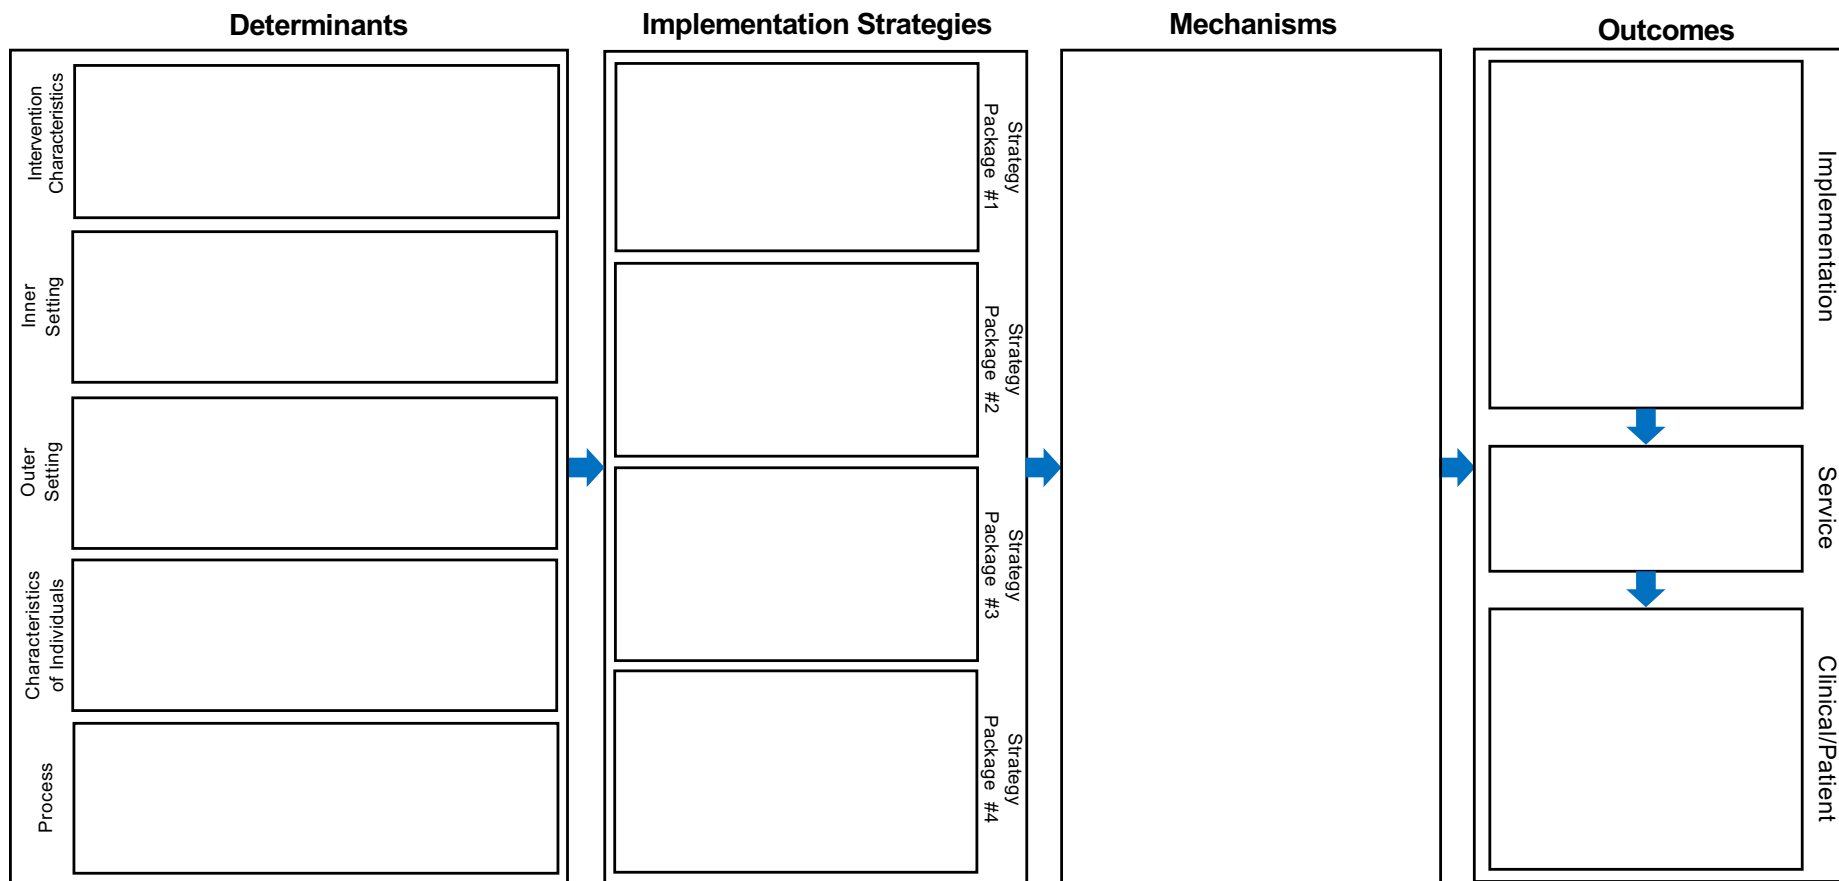 Determinants
Implementation Strategies
Mechanisms
Outcomes
Intervention
Characteristics
Inner
Setting
Outer
Setting
Characteristics
of Individuals
Process
Strategy
Package #1
Strategy
Package #2
Strategy
Package #3
Strategy
Package #4
Implementation
Service
Clinical/Patient